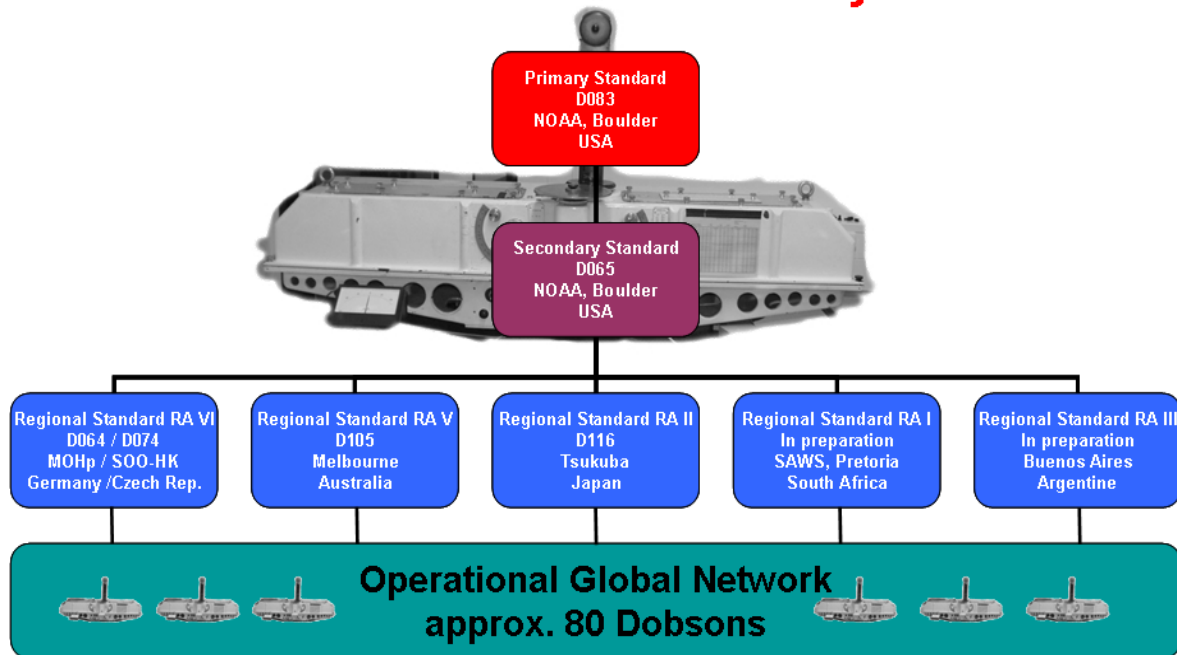 Primary Standard
D083
NOAA, Boulder
USA
Secondary Standard
D065
NOAA, Boulder
USA
Regional Standard RA VI
D064 / D074
MOHp / SOO-HK
Germany /Czech Rep.
Regional Standard RA V
D105
Melbourne
Australia
Regional Standard RA II
D116
Tsukuba
Japan
Regional Standard RA I
In preparation
SAWS, Pretoria
South Africa
Regional Standard RA III
In preparation
Buenos Aires
Argentine
Operational Global Network
approx. 80 Dobsons